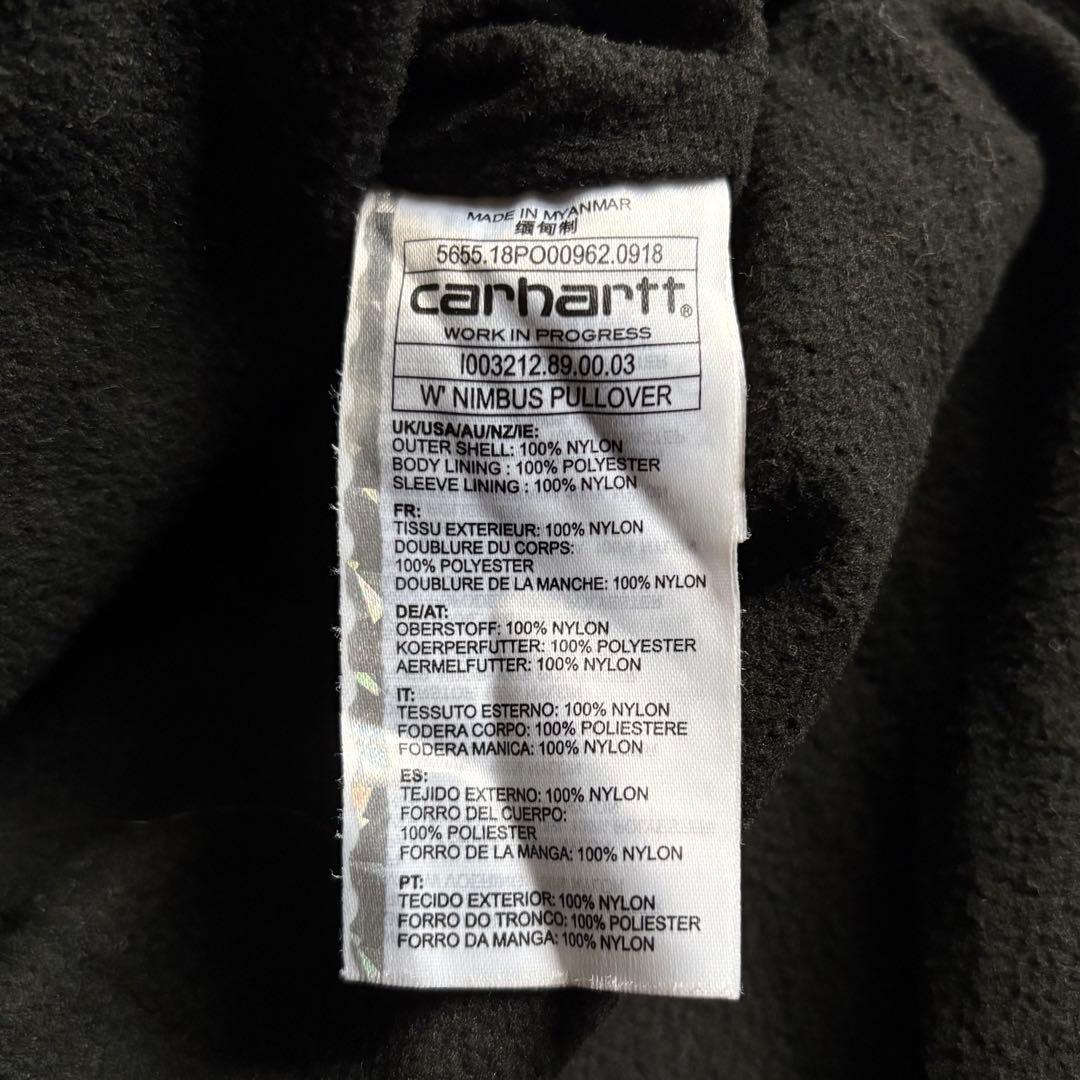 MADE IN MYANMAR
缅甸制
5655.18PO00962.0918
carhartt®
WORK IN PROGRESS
I003212.89.00.03
W' NIMBUS PULLOVER
UK/USA/AU/NZ/IE:
OUTER SHELL: 100% NYLON
BODY LINING : 100% POLYESTER
SLEEVE LINING : 100% NYLON
FR:
TISSU EXTERIEUR: 100% NYLON
DOUBLURE DU CORPS:
100% POLYESTER
DOUBLURE DE LA MANCHE: 100% NYLON
DE/AT:
OBERSTOFF: 100% NYLON
KOERPERFUTTER: 100% POLYESTER
AERMELFUTTER: 100% NYLON
IT:
TESSUTO ESTERNO: 100% NYLON
FODERA CORPO: 100% POLIESTERE
FODERA MANICA: 100% NYLON
ES:
TEJIDO EXTERNO: 100% NYLON
FORRO DEL CUERPO:
100% POLIESTER
FORRO DE LA MANGA: 100% NYLON
PT:
TECIDO EXTERIOR: 100% NYLON
FORRO DO TRONCO: 100% POLIESTER
FORRO DA MANGA: 100% NYLON